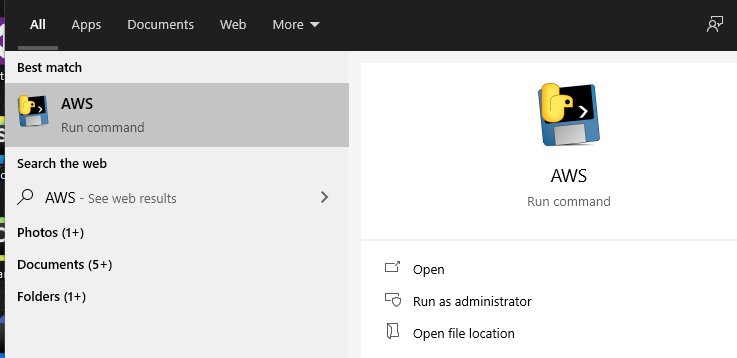 All Apps Documents Web More
Best match
AWS
Run command
Search the web
AWS - See web results
Photos (1+)
Documents (5+)
Folders (1+)
AWS
Run command
Open
Run as administrator
Open file location